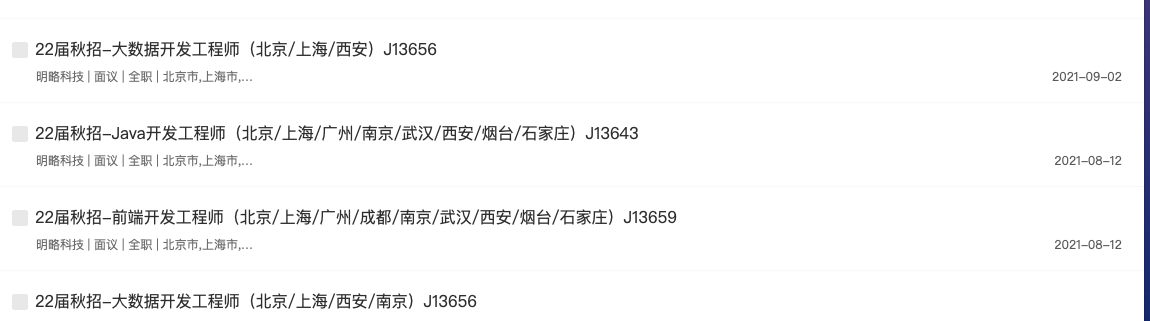 22届秋招-大数据开发工程师（北京/上海/西安）J13656
明略科技 | 面议 | 全职 | 北京市,上海市,...
2021-09-02
22届秋招-Java开发工程师（北京/上海/广州/南京/武汉/西安/烟台/石家庄）J13643
明略科技 | 面议 | 全职 | 北京市,上海市,...
2021-08-12
22届秋招-前端开发工程师（北京/上海/广州/成都/南京/武汉/西安/烟台/石家庄）J13659
明略科技 | 面议 | 全职 | 北京市,上海市,...
2021-08-12
22届秋招-大数据开发工程师（北京/上海/西安/南京）J13656